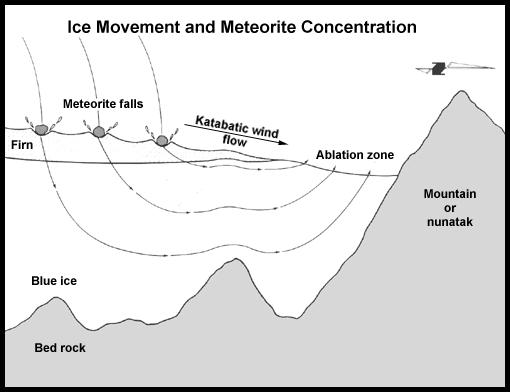 Ice Movement and Meteorite Concentration
Meteorite falls
Katabatic wind
flow
Firn
Ablation zone
Mountain
or
nunatak
Blue ice
Bed rock